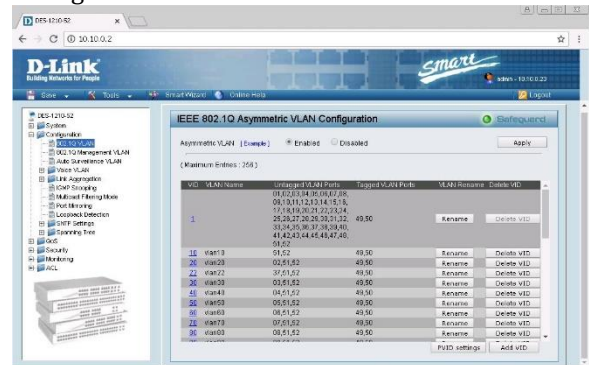 DES-1210-52
10.10.0.2
D-Link
Building Networks for People
Smart
admin - 10.10.0.23
Save
Tools
Smart Wizard
Online Help
Logout
DES-1210-52
System
Configuration
802.1Q VLAN
802.1Q Management VLAN
Auto Surveillance VLAN
Voice VLAN
Link Aggregation
IGMP Snooping
Multicast Filtering Mode
Port Mirroring
Loopback Detection
SNTP Settings
Spanning Tree
QoS
Security
Monitoring
ACL
IEEE 802.1Q Asymmetric VLAN Configuration
Safeguard
Asymmetric VLAN [ Example ] Enabled Disabled Apply
( Maximum Entries : 256 )
VID VLAN Name Untagged VLAN Ports Tagged VLAN Ports VLAN Rename Delete VID
01,02,03,04,05,06,07,08,
09,10,11,12,13,14,15,16,
17,18,19,20,21,22,23,24,
1 25,26,27,28,29,30,31,32, 49,50 Rename Delete VID
33,34,35,36,37,38,39,40,
41,42,43,44,45,46,47,48,
51,52
10 vlan10 51,52 49,50 Rename Delete VID
20 vlan20 02,51,52 49,50 Rename Delete VID
22 vlan22 37,51,52 49,50 Rename Delete VID
30 vlan30 03,51,52 49,50 Rename Delete VID
40 vlan40 04,51,52 49,50 Rename Delete VID
50 vlan50 05,51,52 49,50 Rename Delete VID
60 vlan60 06,51,52 49,50 Rename Delete VID
70 vlan70 07,51,52 49,50 Rename Delete VID
80 vlan80 08,51,52 49,50 Rename Delete VID
PVID settings Add VID